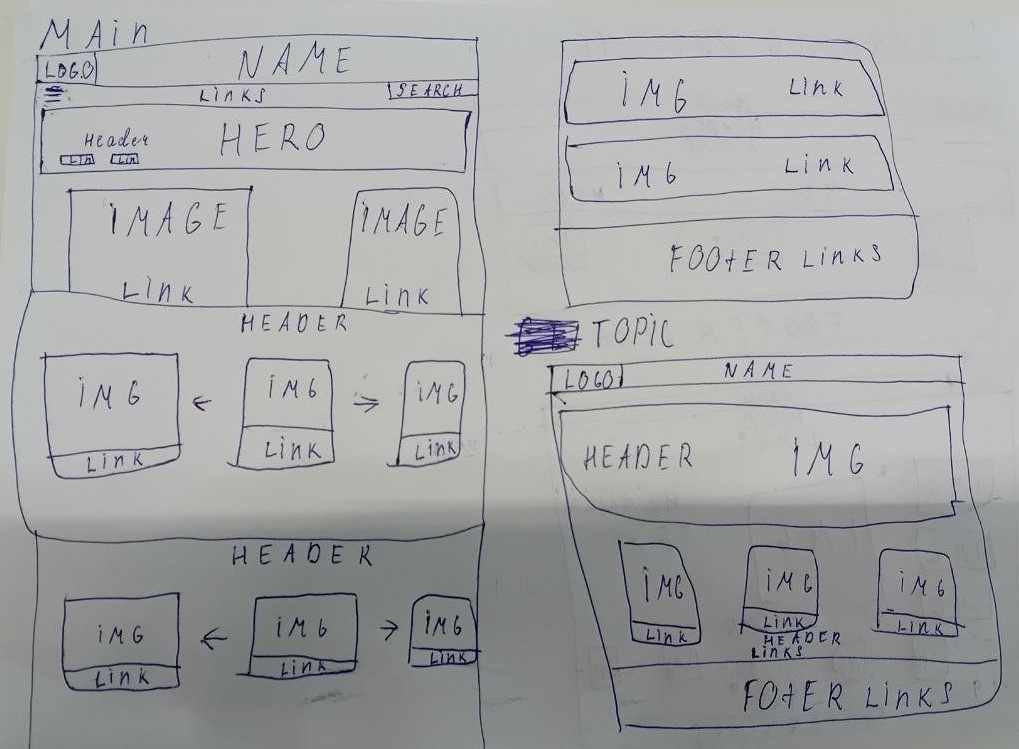 MAin
LOGO NAME
LinKS SEARCH
Header HERO
Lin Lin
iMAGE iMAGE
Link Link
HEADER
iMG iMG iMG
Link Link Link
HEADER
iMG iMG iMG
Link Link Link
iMG Link
iMG Link
FOOtER Links
TOPiC
LOGO NAME
HEADER iMG
iMG iMG iMG
Link Link Link
HEADER
Links
FOtER Links